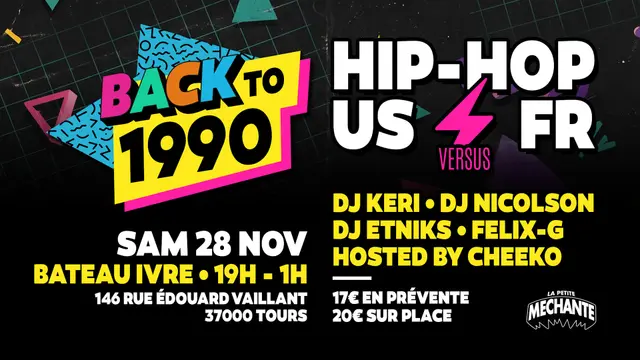 BACK TO
1990
HIP-HOP
US FR
VERSUS
SAM 28 NOV
BATEAU IVRE • 19H - 1H
146 RUE ÉDOUARD VAILLANT
37000 TOURS
DJ KERI • DJ NICOLSON
DJ ETNIKS • FELIX-G
HOSTED BY CHEEKO
17€ EN PRÉVENTE
20€ SUR PLACE
LA PETITE
MECHANTE